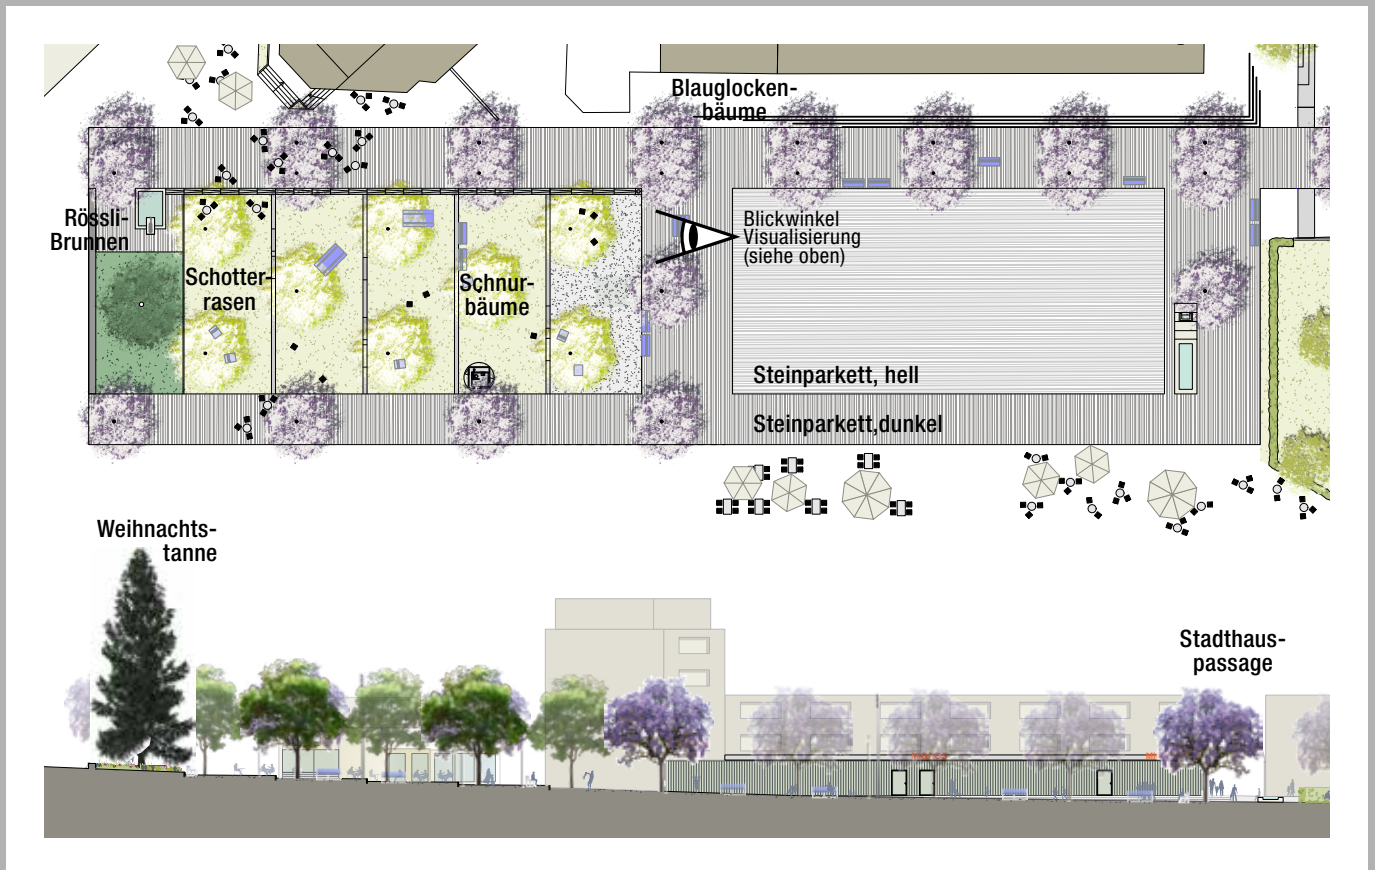 Blauglocken-
bäume
Rössli-
Brunnen
Schotter-
rasen
Schnur-
bäume
Blickwinkel
Visualisierung
(siehe oben)
Steinparkett, hell
Steinparkett,dunkel
Weihnachts-
tanne
Stadthaus-
passage